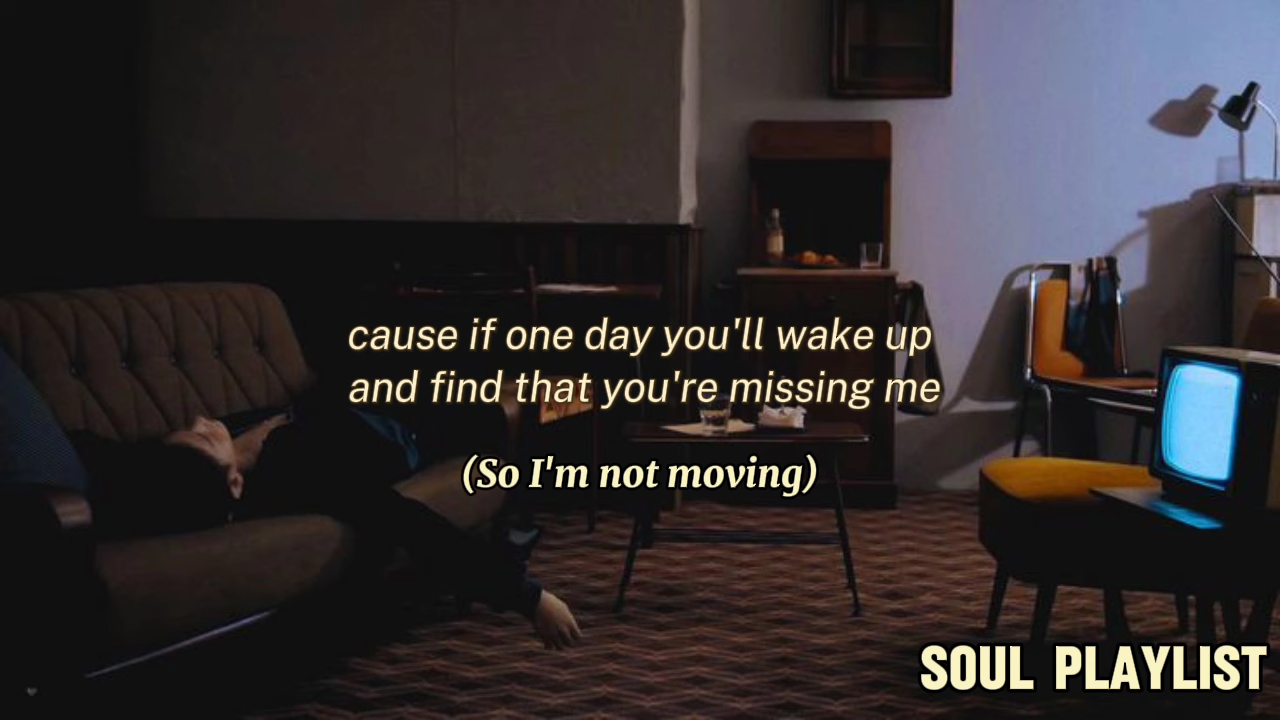 cause if one day you'll wake up
and find that you're missing me
(So I'm not moving)
SOUL PLAYLIST